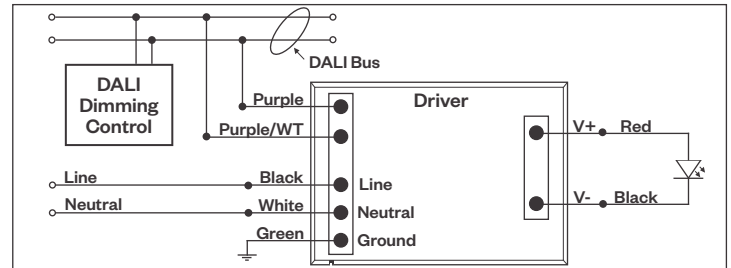 DALI Bus
DALI
Dimming
Control
Purple
Driver
Purple/WT
V+ Red
Line Black Line
Neutral White Neutral
V- Black
Green Ground